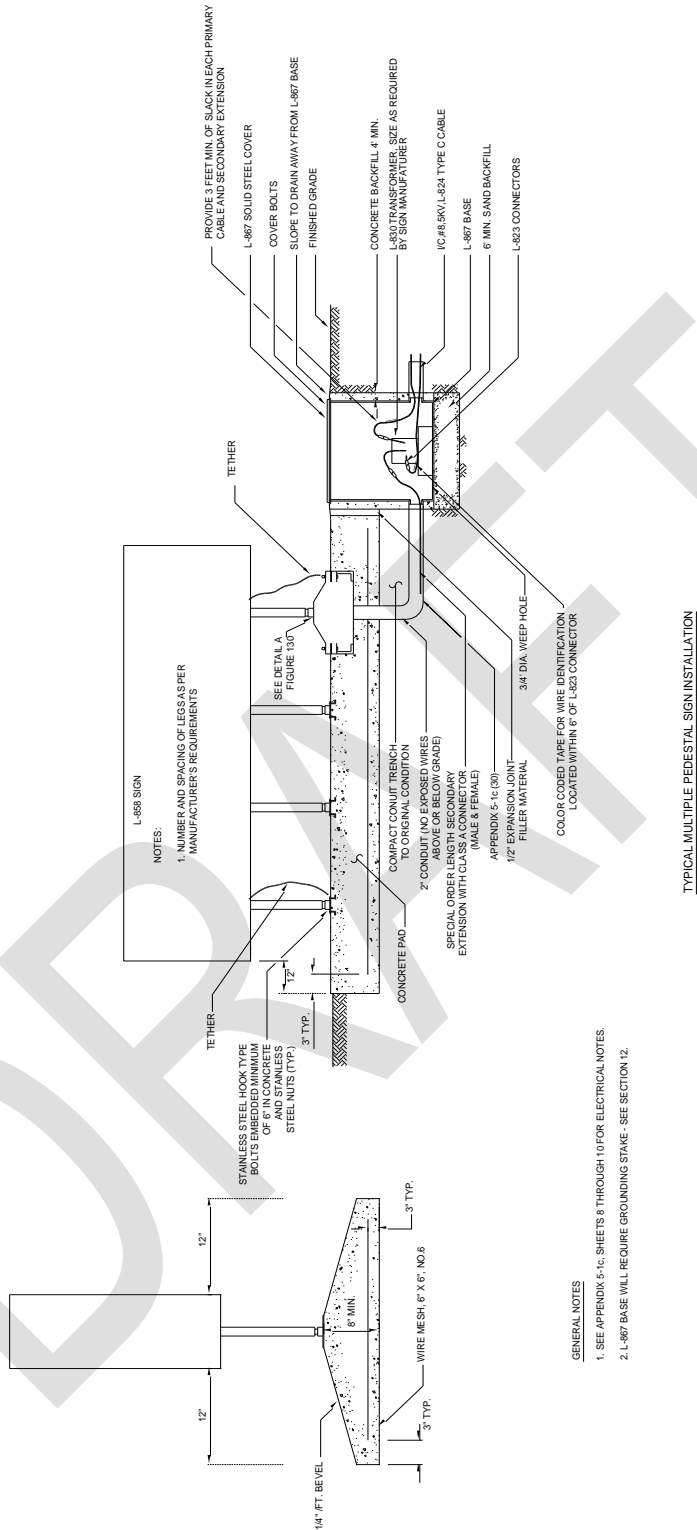 DRAFT
L-858 SIGN
NOTES:
1. NUMBER AND SPACING OF LEGS AS PER
MANUFACTURER'S REQUIREMENTS
TETHER
STAINLESS STEEL HOOK TYPE
BOLTS EMBEDDED MINIMUM
OF 6" IN CONCRETE
AND STAINLESS
STEEL NUTS (TYP.)
12"
3" TYP.
12"
12"
1/4" /FT. BEVEL
8" MIN.
WIRE MESH, 6" X 6", NO.6
3" TYP.
3" TYP.
TETHER
SEE DETAIL A
FIGURE 130
PROVIDE 3 FEET MIN. OF SLACK IN EACH PRIMARY
CABLE AND SECONDARY EXTENSION
L-867 SOLID STEEL COVER
COVER BOLTS
SLOPE TO DRAIN AWAY FROM L-867 BASE
FINISHED GRADE
CONCRETE BACKFILL 4' MIN.
L-830 TRANSFORMER, SIZE AS REQUIRED
BY SIGN MANUFATURER
I/C,#8,5KV,L-824 TYPE C CABLE
L-867 BASE
6' MIN. SAND BACKFILL
L-823 CONNECTORS
CONCRETE PAD
COMPACT CONUIT TRENCH
TO ORIGINAL CONDITION
2' CONDUIT (NO EXPOSED WIRES
ABOVE OR BELOW GRADE)
SPECIAL ORDER LENGTH SECONDARY
EXTENSION WITH CLASS A CONNECTOR
(MALE & FEMALE)
APPENDIX 5-1c (30)
1/2" EXPANSION JOINT
FILLER MATERIAL
3/4' DIA. WEEP HOLE
COLOR CODED TAPE FOR WIRE IDENTIFICATION
LOCATED WITHIN 6" OF L-823 CONNECTOR
GENERAL NOTES
1. SEE APPENDIX 5-1c, SHEETS 8 THROUGH 10 FOR ELECTRICAL NOTES.
2. L-867 BASE WILL REQUIRE GROUNDING STAKE - SEE SECTION 12.
TYPICAL MULTIPLE PEDESTAL SIGN INSTALLATION